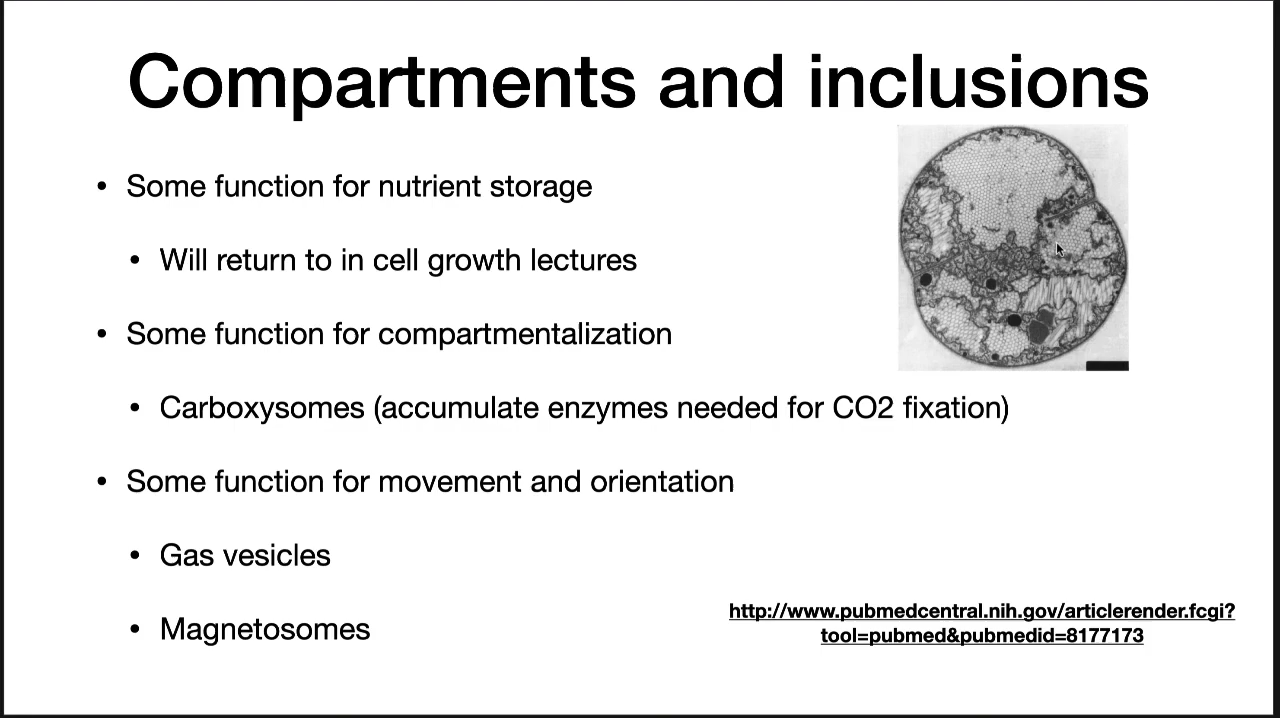 Compartments and inclusions
• Some function for nutrient storage
• Will return to in cell growth lectures
• Some function for compartmentalization
• Carboxysomes (accumulate enzymes needed for CO2 fixation)
• Some function for movement and orientation
• Gas vesicles
• Magnetosomes
http://www.pubmedcentral.nih.gov/articlerender.fcgi?
tool=pubmed&pubmedid=8177173